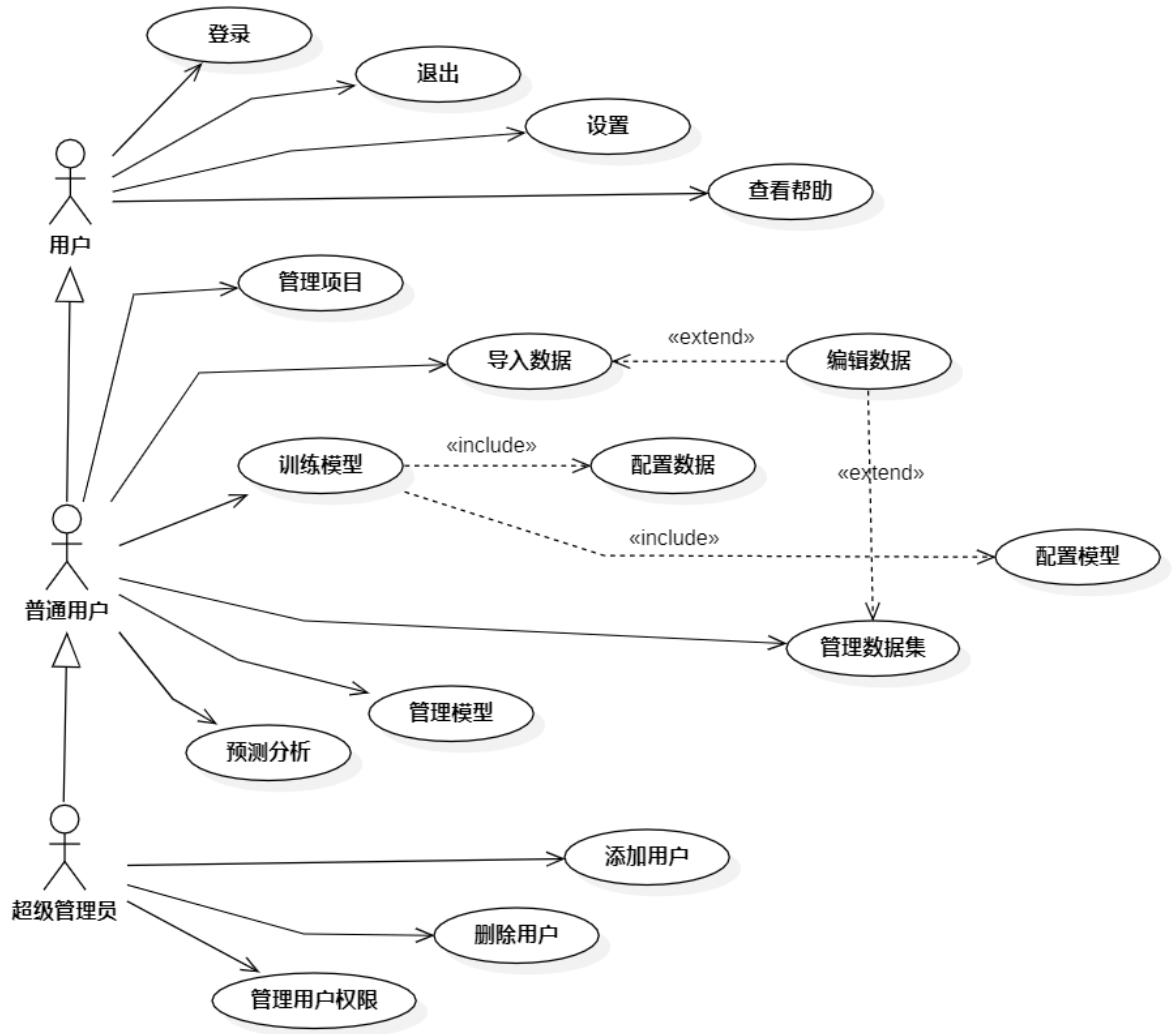 登录
退出
设置
查看帮助
用户
管理项目
导入数据
«extend»
编辑数据
训练模型
«include»
配置数据
«extend»
«include»
配置模型
普通用户
管理数据集
管理模型
预测分析
添加用户
超级管理员
删除用户
管理用户权限